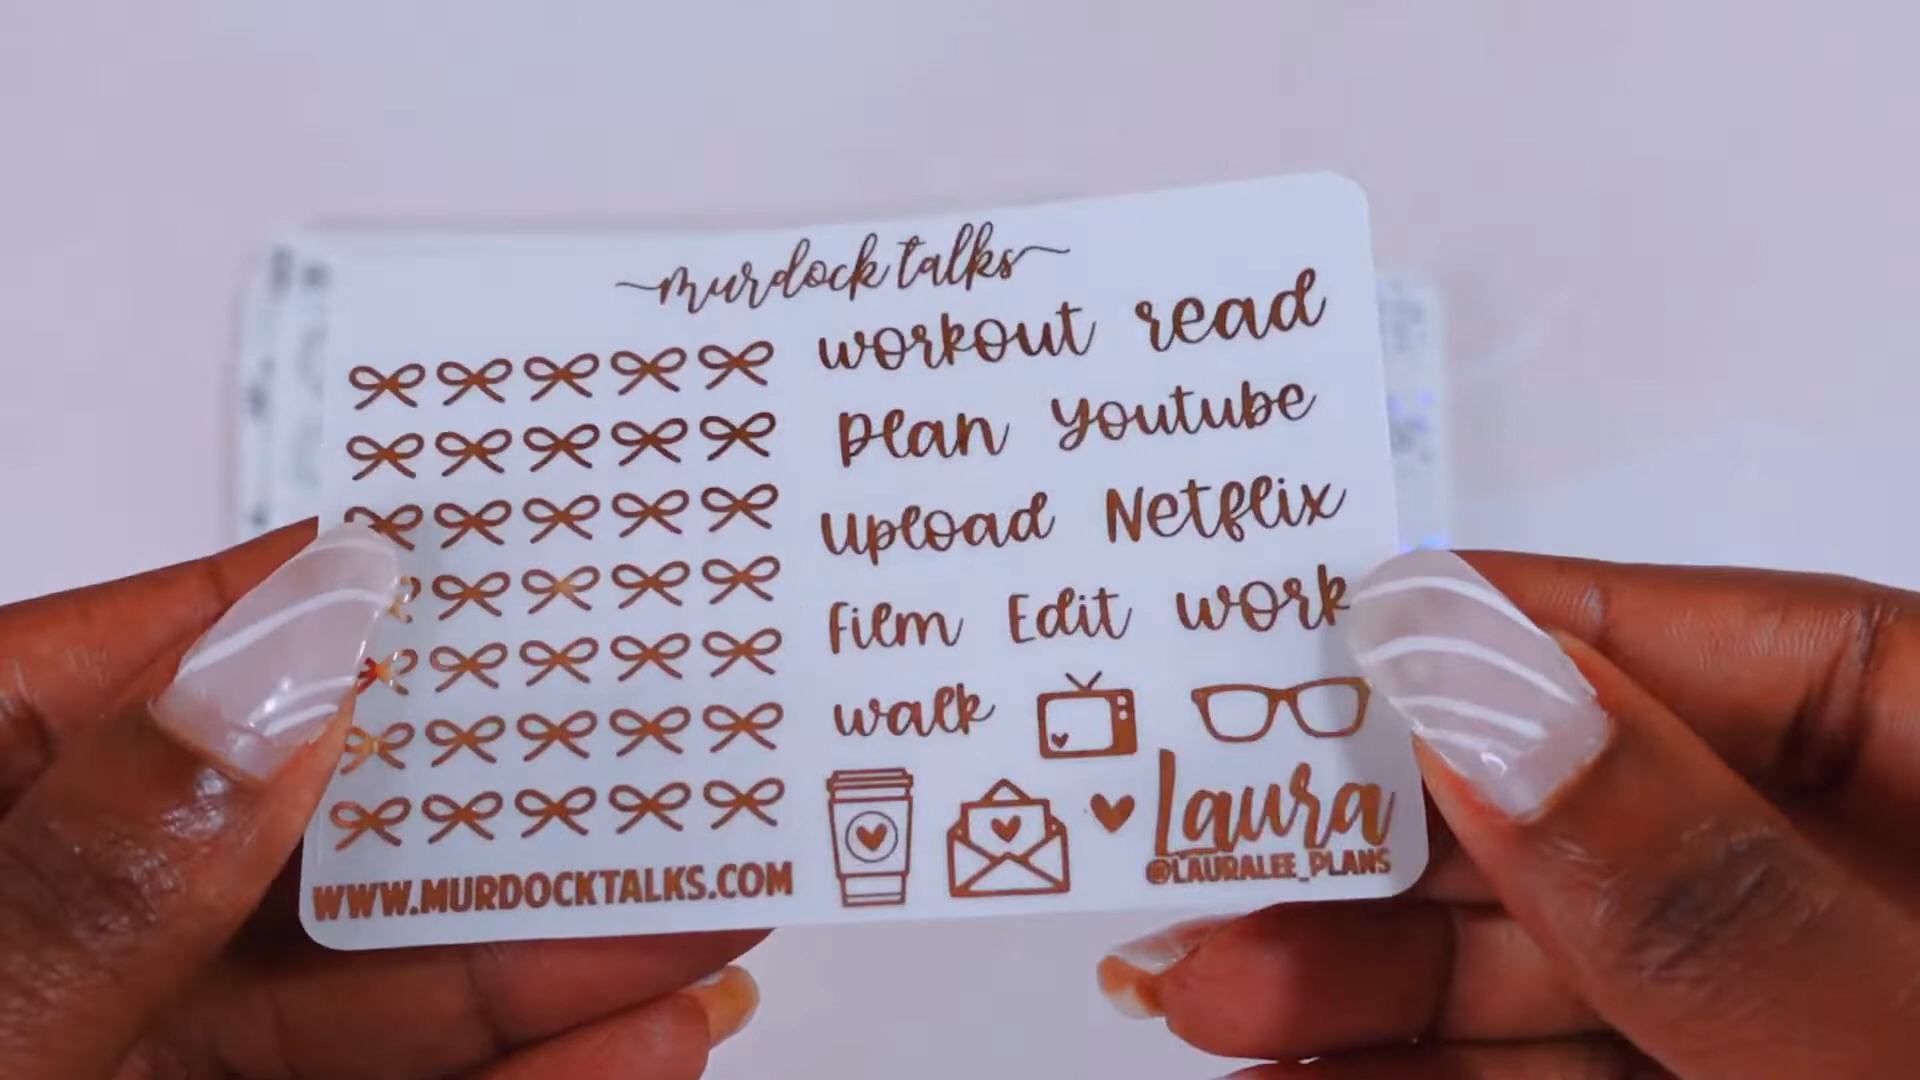 murdock talks
workout read
plan Youtube
Upload Netflix
Film Edit work
walk
Laura
@LAURALEE_PLANS
WWW.MURDOCKTALKS.COM